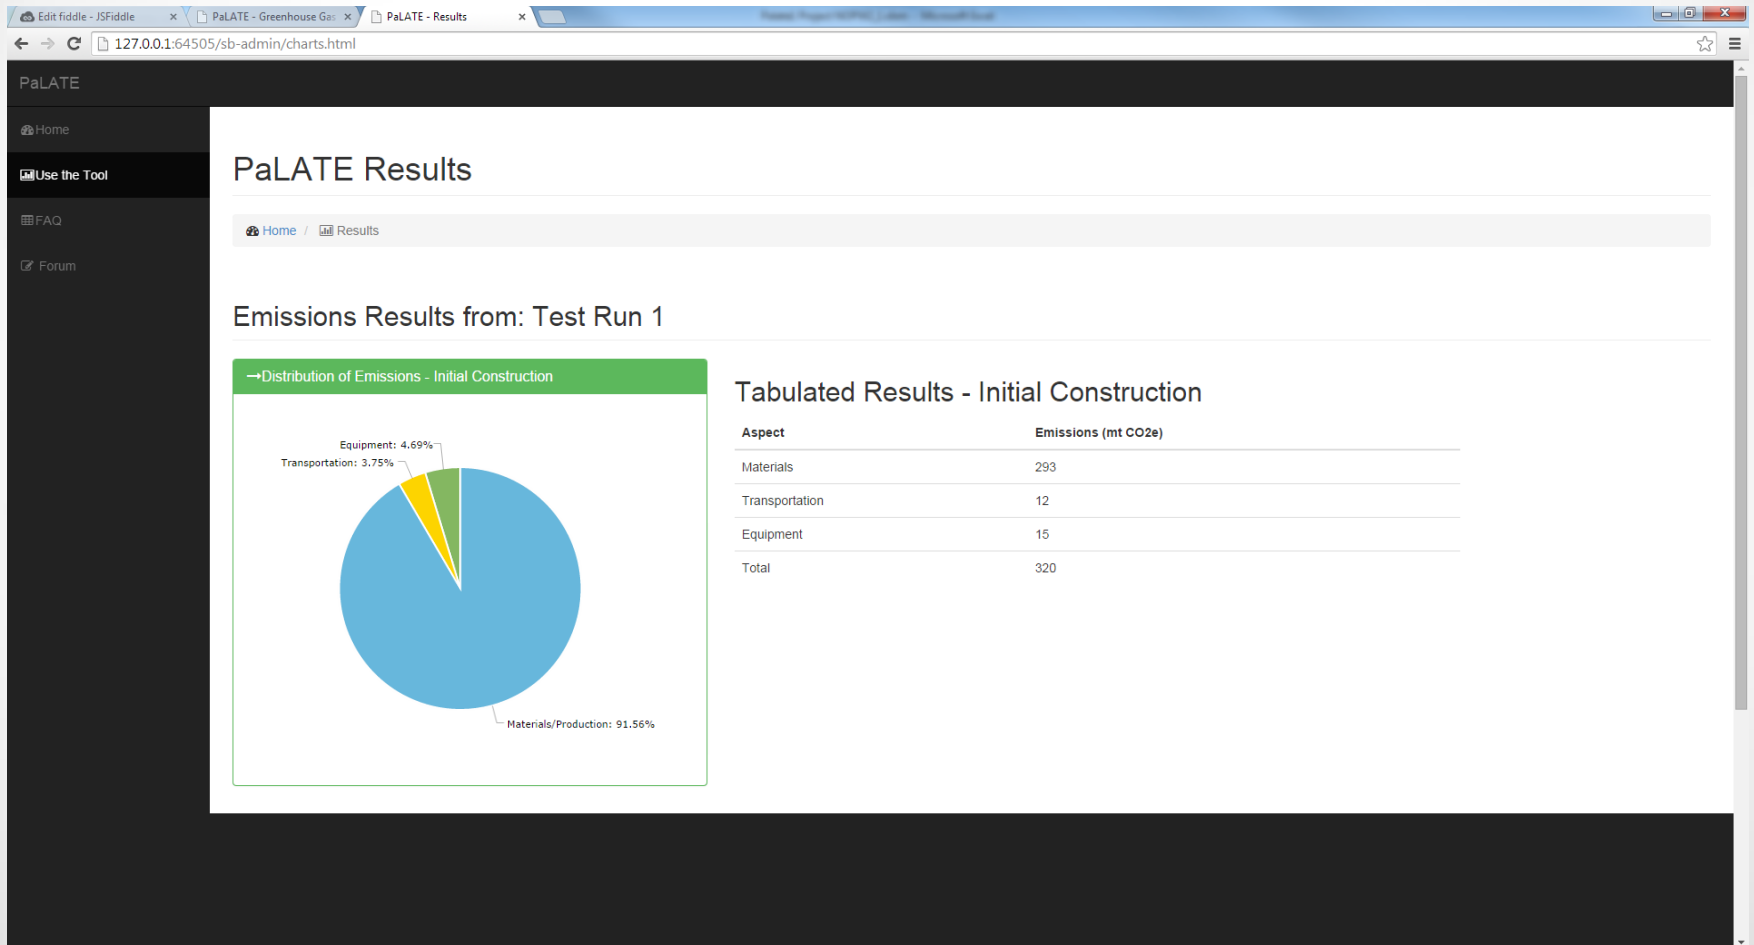 Edit fiddle - JSFiddle
PaLATE - Greenhouse Gas
PaLATE - Results
127.0.0.1:64505/sb-admin/charts.html
PaLATE
Home
Use the Tool
FAQ
Forum
PaLATE Results
Home / Results
Emissions Results from: Test Run 1
→Distribution of Emissions - Initial Construction
Equipment: 4.69%
Transportation: 3.75%
Materials/Production: 91.56%
Tabulated Results - Initial Construction
Aspect Emissions (mt CO2e)
Materials 293
Transportation 12
Equipment 15
Total 320